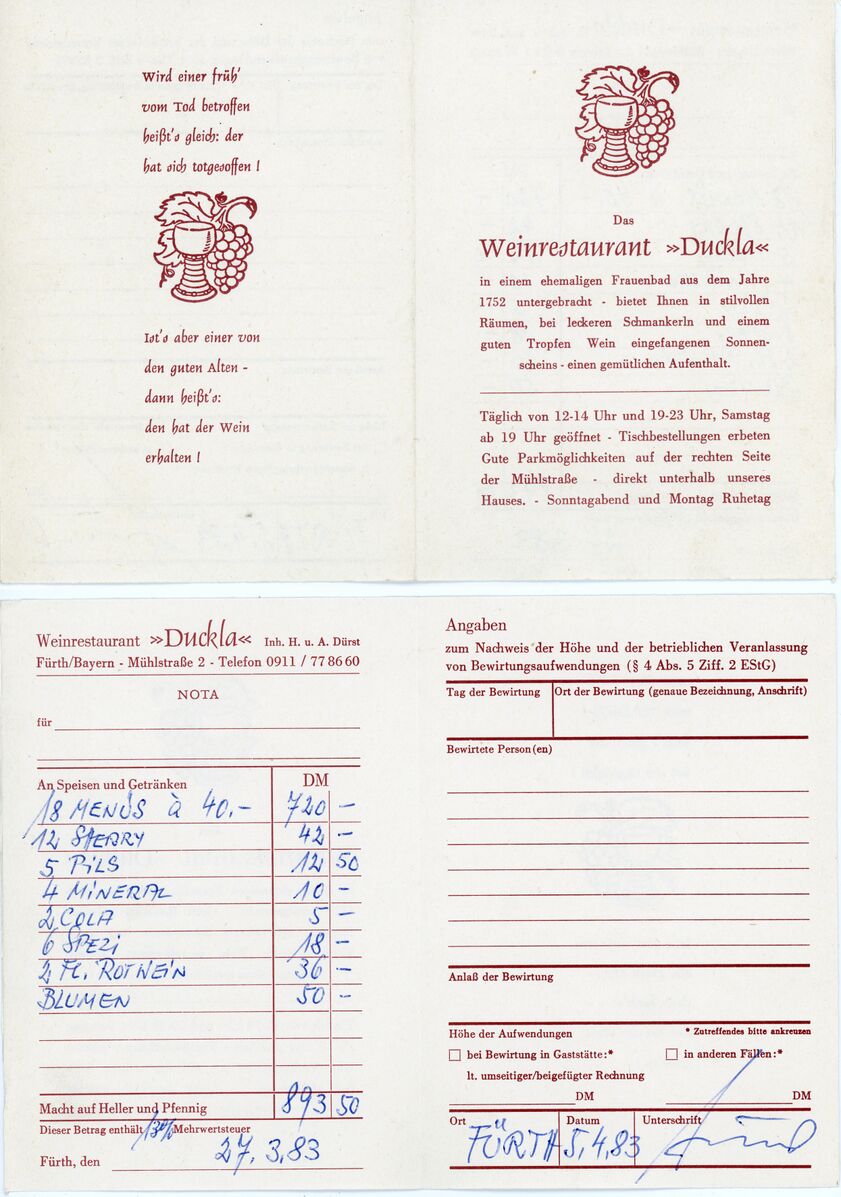 Wird einer früh'
vom Tod betroffen
heißt's gleich: der
hat sich totgesoffen !
Ist's aber einer von
den guten Alten -
dann heißt's:
den hat der Wein
erhalten !
Das
Weinrestaurant »Duckla«
in einem ehemaligen Frauenbad aus dem Jahre
1752 untergebracht - bietet Ihnen in stilvollen
Räumen, bei leckeren Schmankerln und einem
guten Tropfen Wein eingefangenen Sonnen-
scheins - einen gemütlichen Aufenthalt.
Täglich von 12-14 Uhr und 19-23 Uhr, Samstag
ab 19 Uhr geöffnet - Tischbestellungen erbeten
Gute Parkmöglichkeiten auf der rechten Seite
der Mühlstraße - direkt unterhalb unseres
Hauses. - Sonntagabend und Montag Ruhetag
Weinrestaurant »Duckla« Inh. H. u. A. Dürst
Fürth/Bayern - Mühlstraße 2 - Telefon 0911 / 77 86 60
NOTA
für
An Speisen und Getränken DM
18 MENÜS à 40.- 720 -
12 SHERRY 42 -
5 PILS 12 50
4 MINERAL 10 -
2 COLA 5 -
6 SPEZI 18 -
2 Fl. ROTWEIN 36 -
BLUMEN 50 -
Macht auf Heller und Pfennig 893 50
Dieser Betrag enthält 13% Mehrwertsteuer
Fürth, den 27. 3. 83
Angaben
zum Nachweis der Höhe und der betrieblichen Veranlassung
von Bewirtungsaufwendungen (§ 4 Abs. 5 Ziff. 2 EStG)
Tag der Bewirtung Ort der Bewirtung (genaue Bezeichnung, Anschrift)
Bewirtete Person(en)
Anlaß der Bewirtung
Höhe der Aufwendungen * Zutreffendes bitte ankreuzen
bei Bewirtung in Gaststätte:* in anderen Fällen:*
lt. umseitiger/beigefügter Rechnung
DM DM
Ort Datum Unterschrift
FÜRTH 5. 4. 83